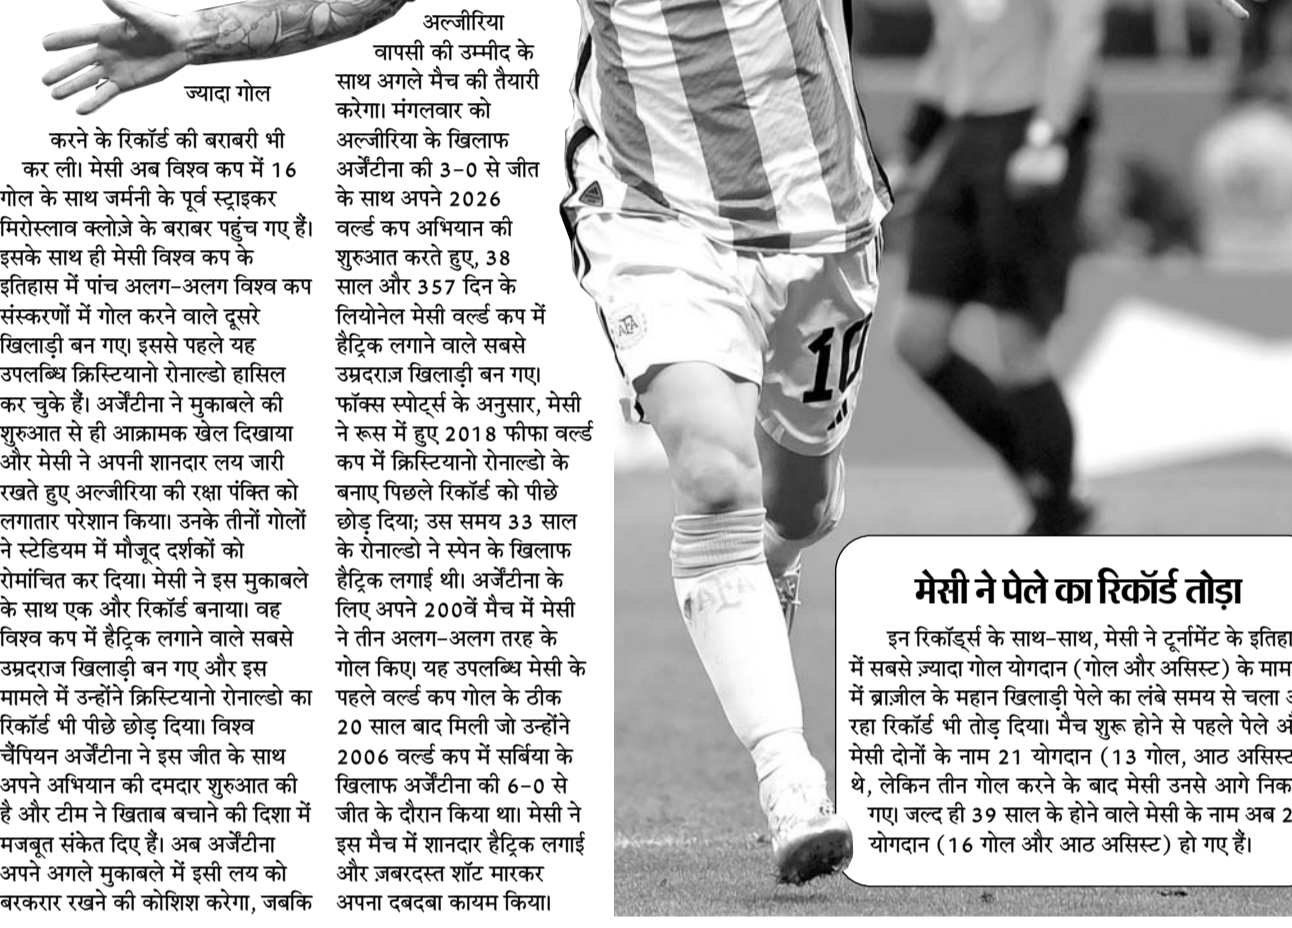 ज्यादा गोल
करने के रिकॉर्ड की बराबरी भी
कर ली। मेसी अब विश्व कप में 16
गोल के साथ जर्मनी के पूर्व स्ट्राइकर
मिरोस्लाव क्लोज़े के बराबर पहुंच गए हैं।
इसके साथ ही मेसी विश्व कप के
इतिहास में पांच अलग-अलग विश्व कप
संस्करणों में गोल करने वाले दूसरे
खिलाड़ी बन गए। इससे पहले यह
उपलब्धि क्रिस्टियानो रोनाल्डो हासिल
कर चुके हैं। अर्जेंटीना ने मुकाबले की
शुरुआत से ही आक्रामक खेल दिखाया
और मेसी ने अपनी शानदार लय जारी
रखते हुए अल्जीरिया की रक्षा पंक्ति को
लगातार परेशान किया। उनके तीनों गोलों
ने स्टेडियम में मौजूद दर्शकों को
रोमांचित कर दिया। मेसी ने इस मुकाबले
के साथ एक और रिकॉर्ड बनाया। वह
विश्व कप में हैट्रिक लगाने वाले सबसे
उम्रदराज खिलाड़ी बन गए और इस
मामले में उन्होंने क्रिस्टियानो रोनाल्डो का
रिकॉर्ड भी पीछे छोड़ दिया। विश्व
चैंपियन अर्जेंटीना ने इस जीत के साथ
अपने अभियान की दमदार शुरुआत की
है और टीम ने खिताब बचाने की दिशा में
मजबूत संकेत दिए हैं। अब अर्जेंटीना
अपने अगले मुकाबले में इसी लय को
बरकरार रखने की कोशिश करेगा, जबकि
अल्जीरिया
वापसी की उम्मीद के
साथ अगले मैच की तैयारी
करेगा। मंगलवार को
अल्जीरिया के खिलाफ
अर्जेंटीना की 3-0 से जीत
के साथ अपने 2026
वर्ल्ड कप अभियान की
शुरुआत करते हुए, 38
साल और 357 दिन के
लियोनेल मेसी वर्ल्ड कप में
हैट्रिक लगाने वाले सबसे
उम्रदराज़ खिलाड़ी बन गए।
फॉक्स स्पोर्ट्स के अनुसार, मेसी
ने रूस में हुए 2018 फीफा वर्ल्ड
कप में क्रिस्टियानो रोनाल्डो के
बनाए पिछले रिकॉर्ड को पीछे
छोड़ दिया; उस समय 33 साल
के रोनाल्डो ने स्पेन के खिलाफ
हैट्रिक लगाई थी। अर्जेंटीना के
लिए अपने 200वें मैच में मेसी
ने तीन अलग-अलग तरह के
गोल किए। यह उपलब्धि मेसी के
पहले वर्ल्ड कप गोल के ठीक
20 साल बाद मिली जो उन्होंने
2006 वर्ल्ड कप में सर्बिया के
खिलाफ अर्जेंटीना की 6-0 से
जीत के दौरान किया था। मेसी ने
इस मैच में शानदार हैट्रिक लगाई
और ज़बरदस्त शॉट मारकर
अपना दबदबा कायम किया।
AFA
10
मेसी ने पेले का रिकॉर्ड तोड़ा
इन रिकॉर्ड्स के साथ-साथ, मेसी ने टूर्नामेंट के
में सबसे ज़्यादा गोल योगदान (गोल और असिस्ट) के
में ब्राज़ील के महान खिलाड़ी पेले का लंबे समय से चला
रहा रिकॉर्ड भी तोड़ दिया। मैच शुरू होने से पहले पेले
मेसी दोनों के नाम 21 योगदान (13 गोल, आठ असिस्ट
थे, लेकिन तीन गोल करने के बाद मेसी उनसे आगे
गए। जल्द ही 39 साल के होने वाले मेसी के नाम अब
योगदान (16 गोल और आठ असिस्ट) हो गए हैं।